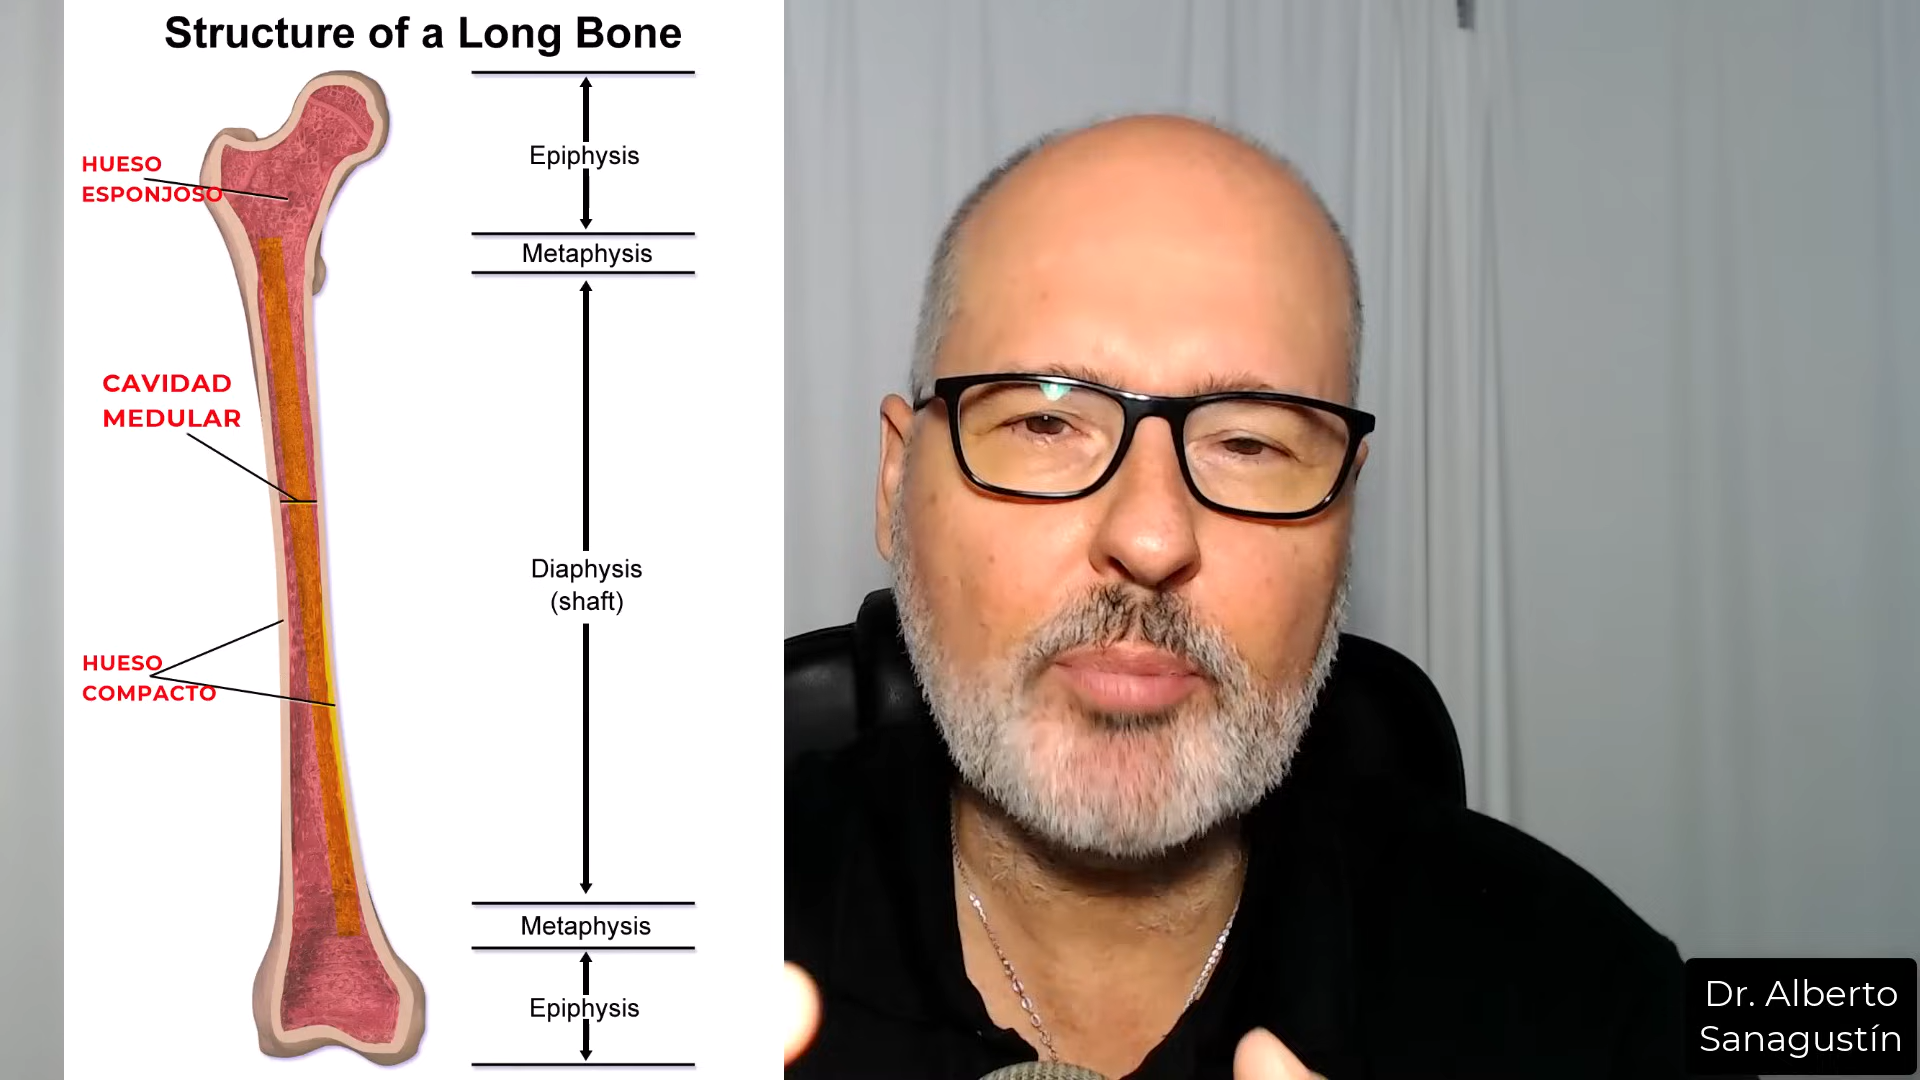 Structure of a Long Bone
Epiphysis
HUESO
ESPONJOSO
Metaphysis
CAVIDAD
MEDULAR
Diaphysis
(shaft)
HUESO
COMPACTO
Metaphysis
Epiphysis
Dr. Alberto
Sanagustín